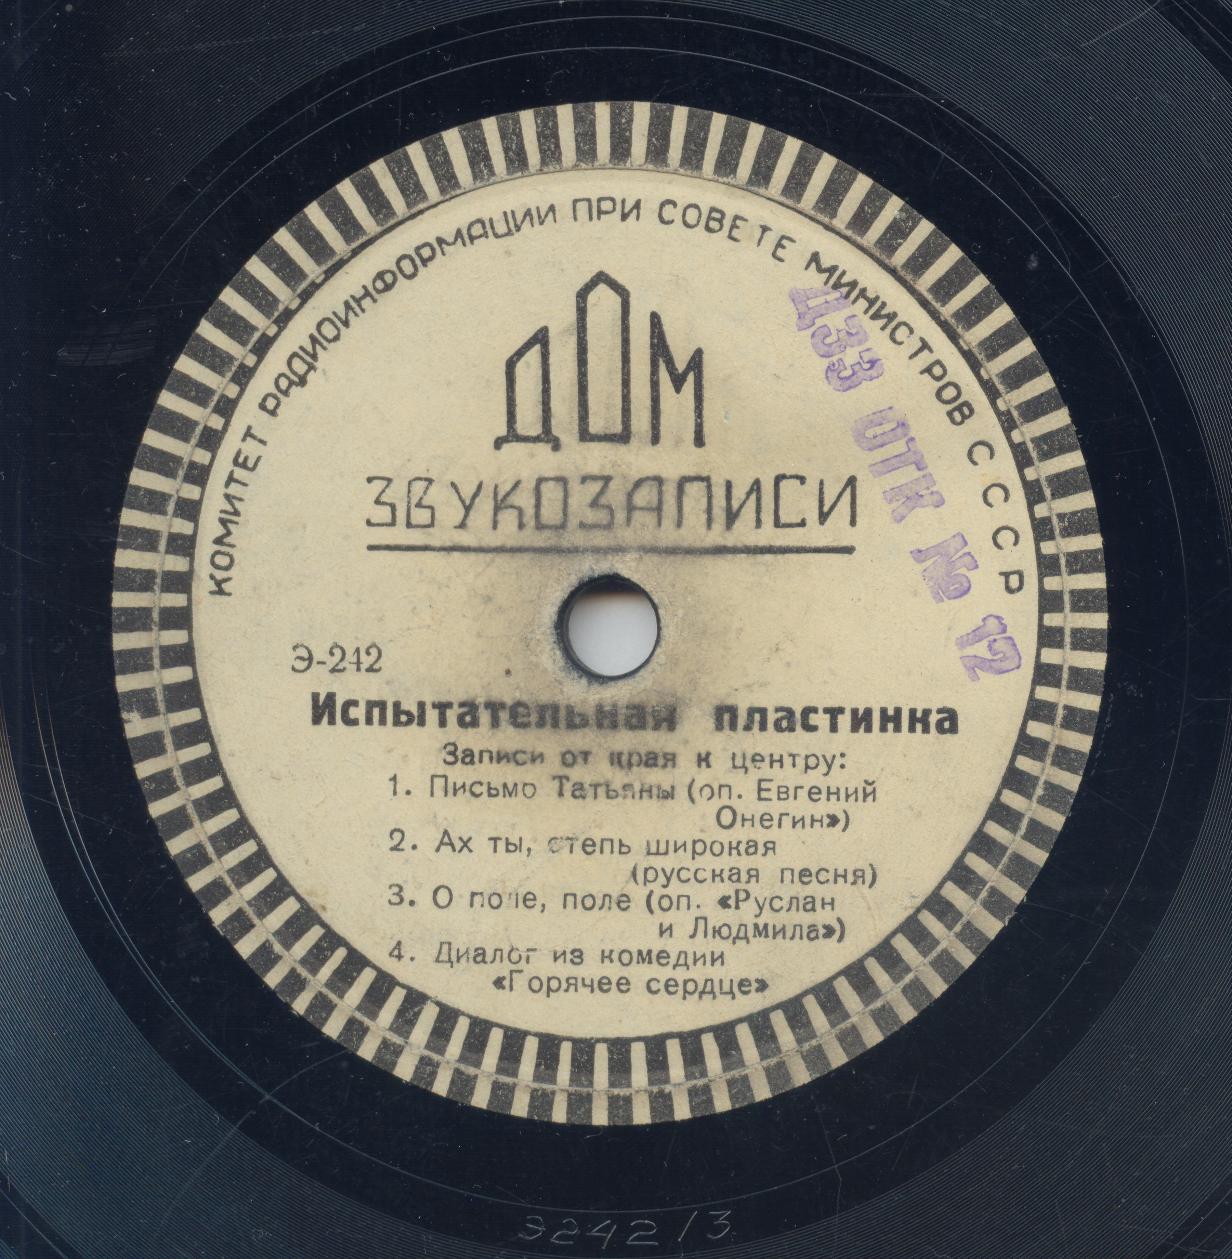 КОМИТЕТ РАДИОИНФОРМАЦИИ ПРИ СОВЕТЕ МИНИСТРОВ СССР
ДОМ
ЗВУКОЗАПИСИ
ДЗЗ ОТК № 12
Э-242
Испытательная пластинка
Записи от края к центру:
1. Письмо Татьяны (оп. Евгений
Онегин»)
2. Ах ты, степь широкая
(русская песня)
3. О поле, поле (оп. «Руслан
и Людмила»)
4. Диалог из комедии
«Горячее сердце»
Э242/3